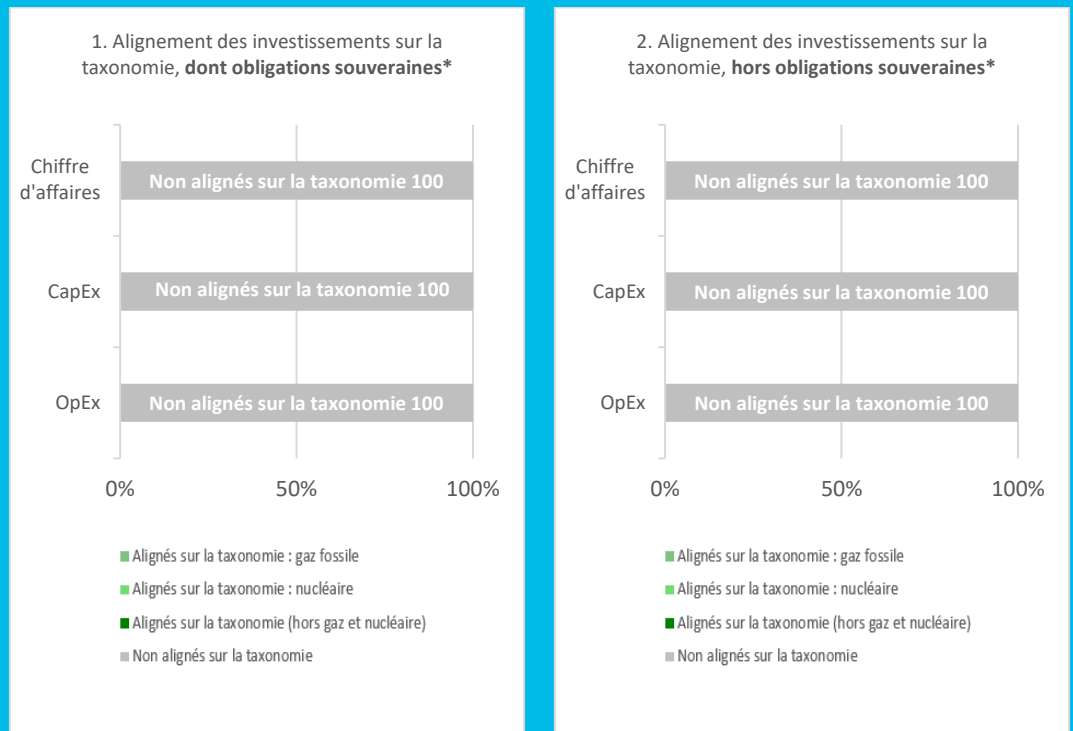 1. Alignement des investissements sur la
taxonomie, dont obligations souveraines*
Chiffre
d'affaires
Non alignés sur la taxonomie 100
CapEx
Non alignés sur la taxonomie 100
OpEx
Non alignés sur la taxonomie 100
0%
50%
100%
Alignés sur la taxonomie : gaz fossile
Alignés sur la taxonomie : nucléaire
Alignés sur la taxonomie (hors gaz et nucléaire)
Non alignés sur la taxonomie
2. Alignement des investissements sur la
taxonomie, hors obligations souveraines*
Chiffre
d'affaires
Non alignés sur la taxonomie 100
CapEx
Non alignés sur la taxonomie 100
OpEx
Non alignés sur la taxonomie 100
0%
50%
100%
Alignés sur la taxonomie : gaz fossile
Alignés sur la taxonomie : nucléaire
Alignés sur la taxonomie (hors gaz et nucléaire)
Non alignés sur la taxonomie